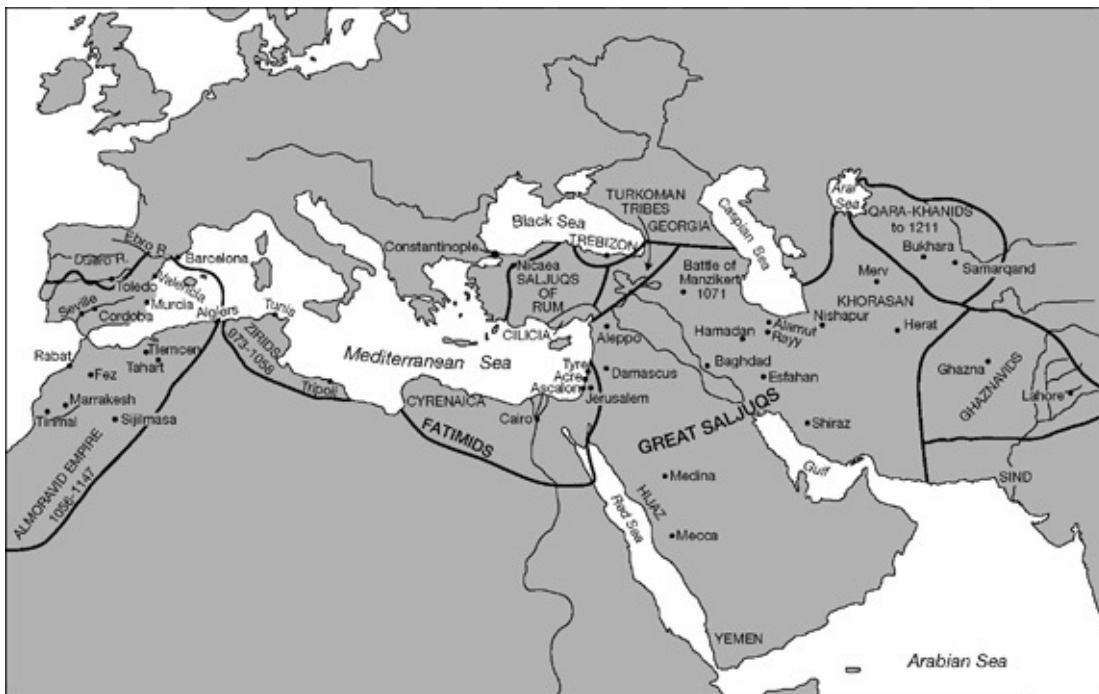 Aral
Sea
QARA-KHANIDS
to 1211
Bukhara
Samarqand
TURKOMAN
TRIBES
GEORGIA
Caspian Sea
Black Sea
TREBIZON
Constantinople
Nicaea
SALJUQS
OF
RUM
Battle of
Manzikert
1071
Merv
KHORASAN
Nishapur
Herat
Alamut
Rayy
Hamadan
CILICIA
Aleppo
Ebro R.
Duero R.
Barcelona
Toledo
Valencia
Murcia
Seville
Cordoba
Algiers
Tunis
ZIRIDS
973-1058
Mediterranean Sea
Rabat
Tlemcen
Tahart
Fez
Tripoli
Marrakesh
Tinmal
Sijilmasa
CYRENAICA
Tyre
Acre
Ascalon
Damascus
Jerusalem
Cairo
Baghdad
Esfahan
Ghazna
GHAZNAVIDS
Lahore
FATIMIDS
GREAT SALJUQS
Shiraz
ALMORAVID EMPIRE
1056-1147
Medina
HIJAZ
Gulf
SIND
Red Sea
Mecca
YEMEN
Arabian Sea